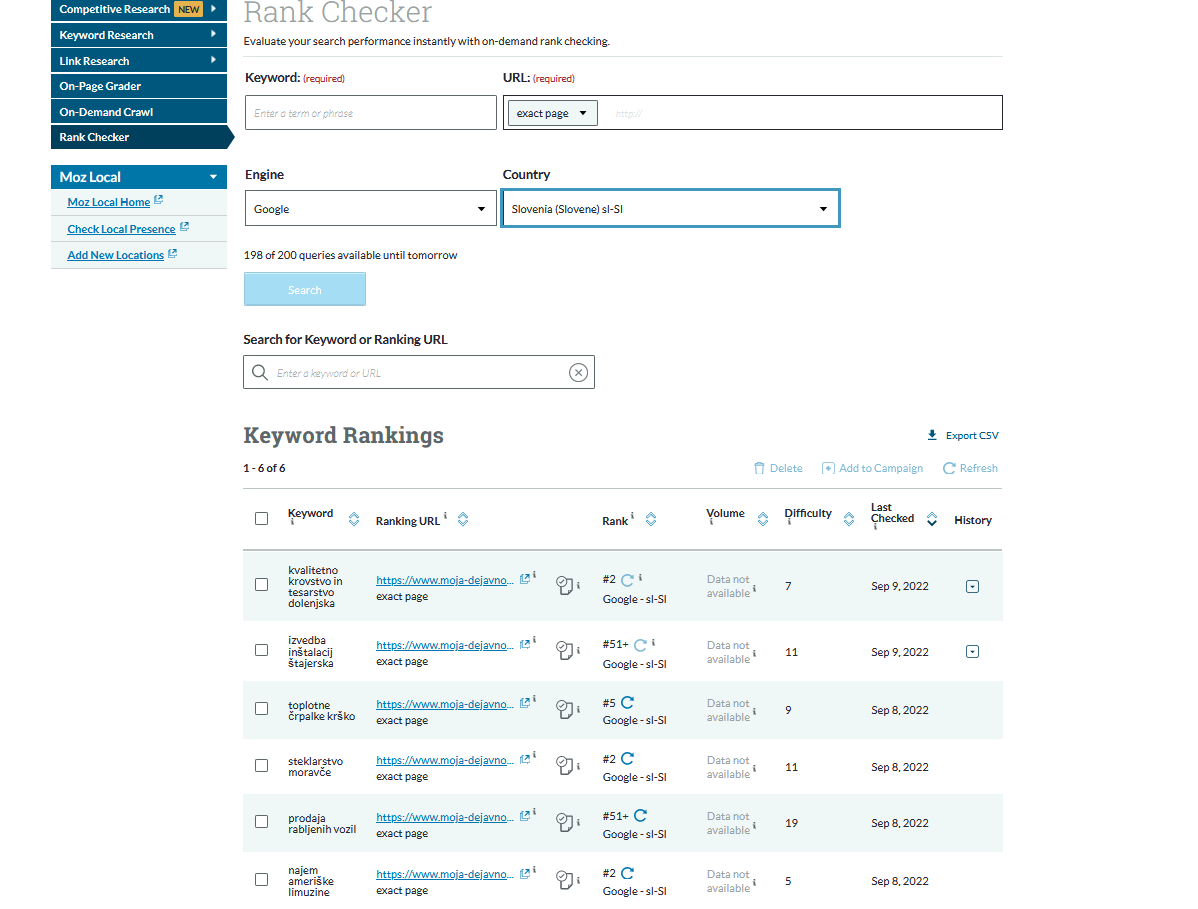 Competitive Research NEW
Keyword Research
Link Research
On-Page Grader
On-Demand Crawl
Rank Checker
Moz Local
Moz Local Home
Check Local Presence
Add New Locations
Rank Checker
Evaluate your search performance instantly with on-demand rank checking.
Keyword: (required)
URL: (required)
Enter a term or phrase
exact page
http://
Engine
Country
Google
Slovenia (Slovene) sl-SI
198 of 200 queries available until tomorrow
Search
Search for Keyword or Ranking URL
Enter a keyword or URL
Keyword Rankings
Export CSV
1 - 6 of 6
Delete
Add to Campaign
Refresh
Keyword
Ranking URL
Rank
Volume
Difficulty
Last
Checked
History
kvalitetno
krovstvo in
tesarstvo
dolenjska
https://www.moja-dejavno...
exact page
#2
Google - sl-SI
Data not
available
7
Sep 9, 2022
izvedba
inštalacij
štajerska
https://www.moja-dejavno...
exact page
#51+
Google - sl-SI
Data not
available
11
Sep 9, 2022
toplotne
črpalke krško
https://www.moja-dejavno...
exact page
#5
Google - sl-SI
Data not
available
9
Sep 8, 2022
steklarstvo
moravče
https://www.moja-dejavno...
exact page
#2
Google - sl-SI
Data not
available
11
Sep 8, 2022
prodaja
rabljenih vozil
https://www.moja-dejavno...
exact page
#51+
Google - sl-SI
Data not
available
19
Sep 8, 2022
najem
ameriške
limuzine
https://www.moja-dejavno...
exact page
#2
Google - sl-SI
Data not
available
5
Sep 8, 2022